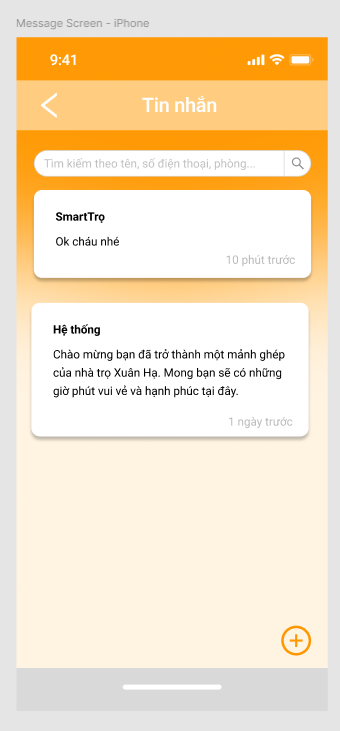 Message Screen - iPhone
9:41
Tin nhắn
Tìm kiếm theo tên, số điện thoại, phòng...
SmartTrọ
Ok cháu nhé
10 phút trước
Hệ thống
Chào mừng bạn đã trở thành một mảnh ghép
của nhà trọ Xuân Hạ. Mong bạn sẽ có những
giờ phút vui vẻ và hạnh phúc tại đây.
1 ngày trước